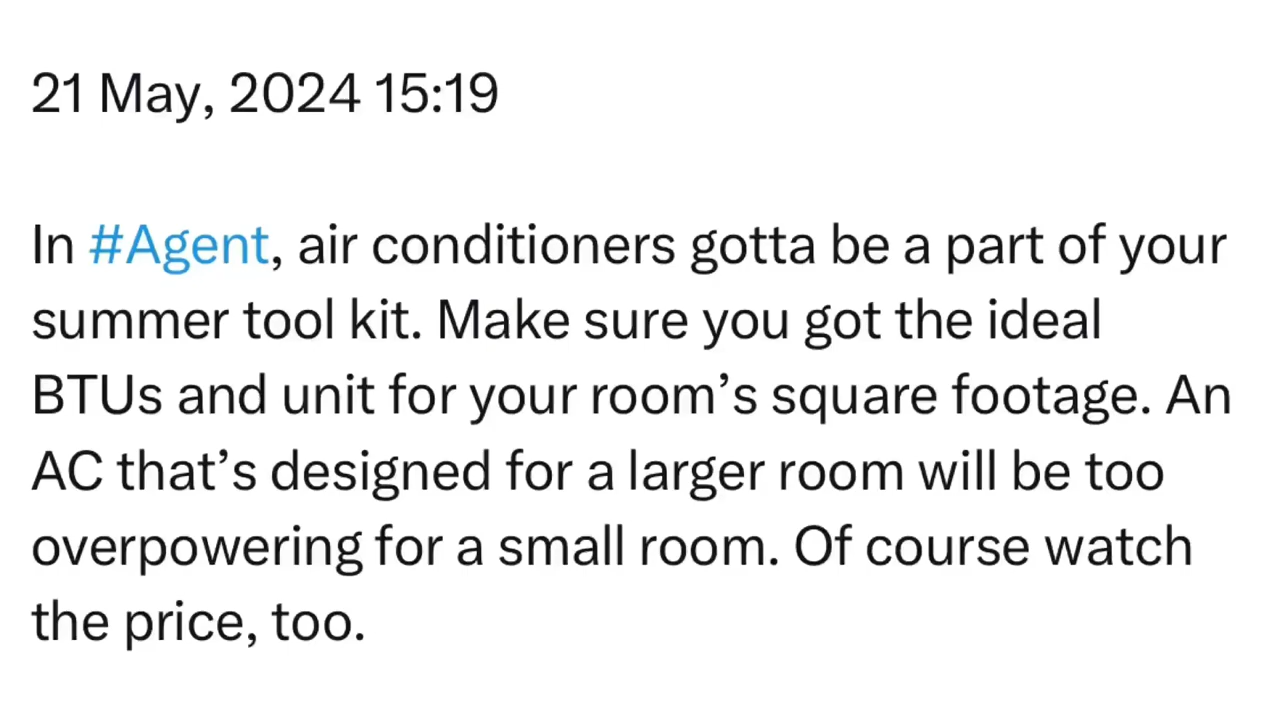 21 May, 2024 15:19
In #Agent, air conditioners gotta be a part of your
summer tool kit. Make sure you got the ideal
BTUs and unit for your room’s square footage. An
AC that’s designed for a larger room will be too
overpowering for a small room. Of course watch
the price, too.